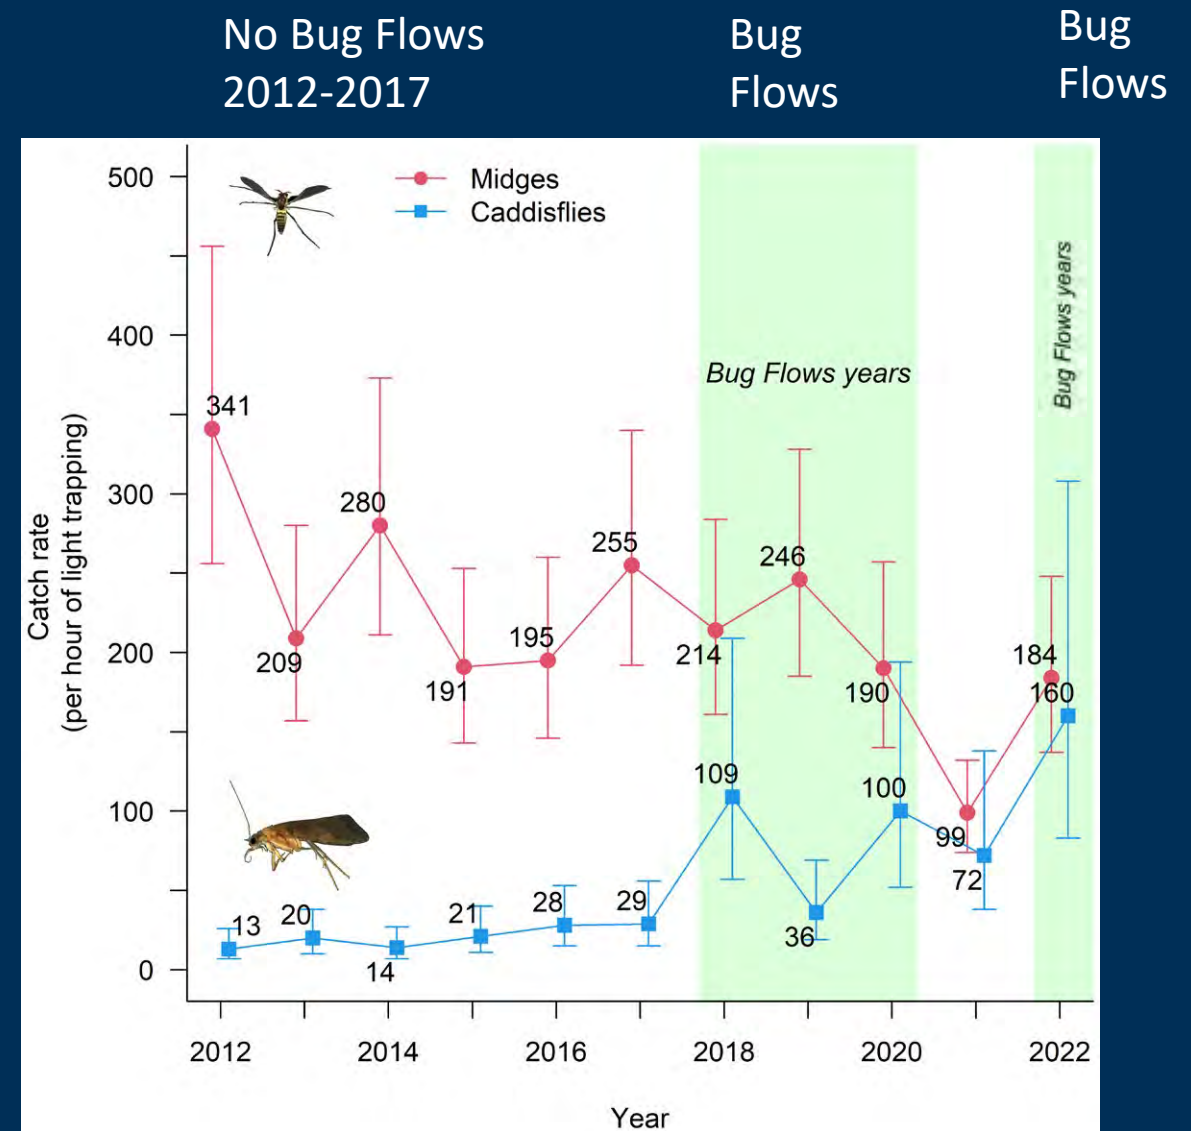 No Bug Flows
2012-2017
Bug
Flows
Bug
Flows
500
400
300
200
100
0
Catch rate
(per hour of light trapping)
Midges
Caddisflies
Bug Flows years
Bug Flows years
341
209
280
191
195
255
214
246
190
99
184
13
20
14
21
28
29
109
36
100
72
160
2012
2014
2016
2018
2020
2022
Year